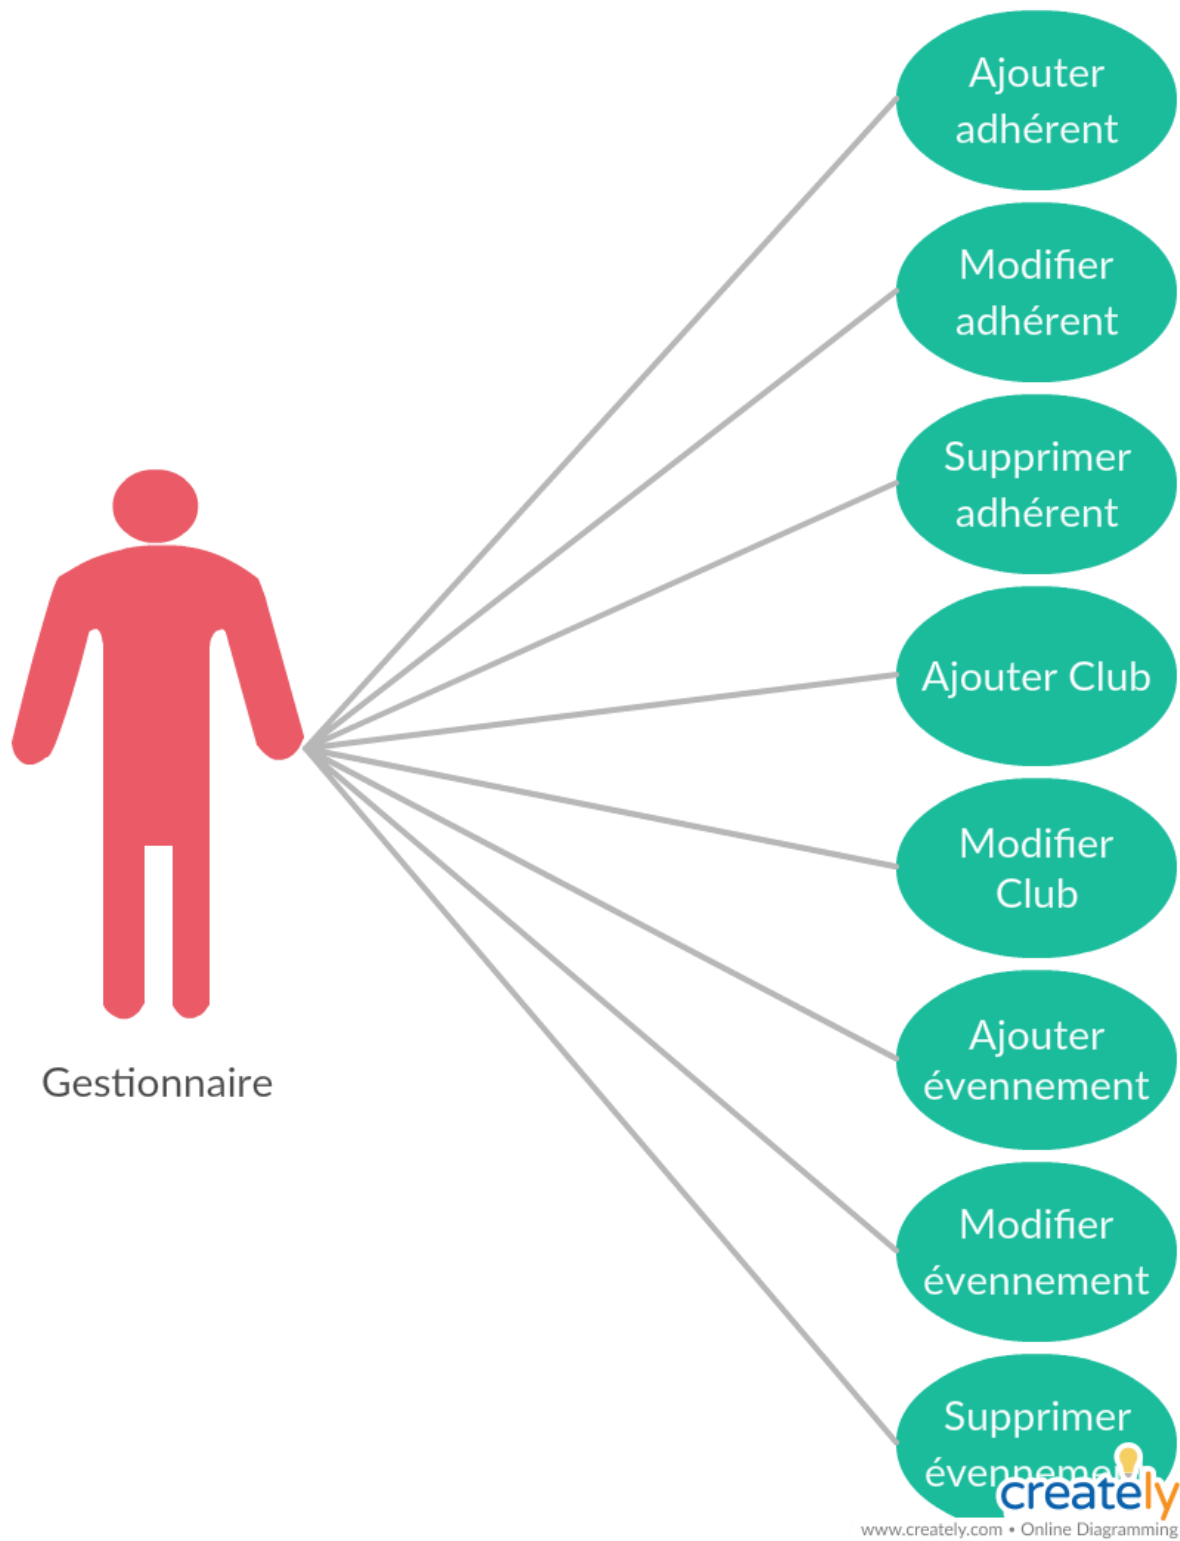 Ajouter
adhérent
Modifier
adhérent
Supprimer
adhérent
Ajouter Club
Modifier
Club
Gestionnaire
Ajouter
évennement
Modifier
évennement
Supprimer
creately
www.creately.com • Online Diagramming